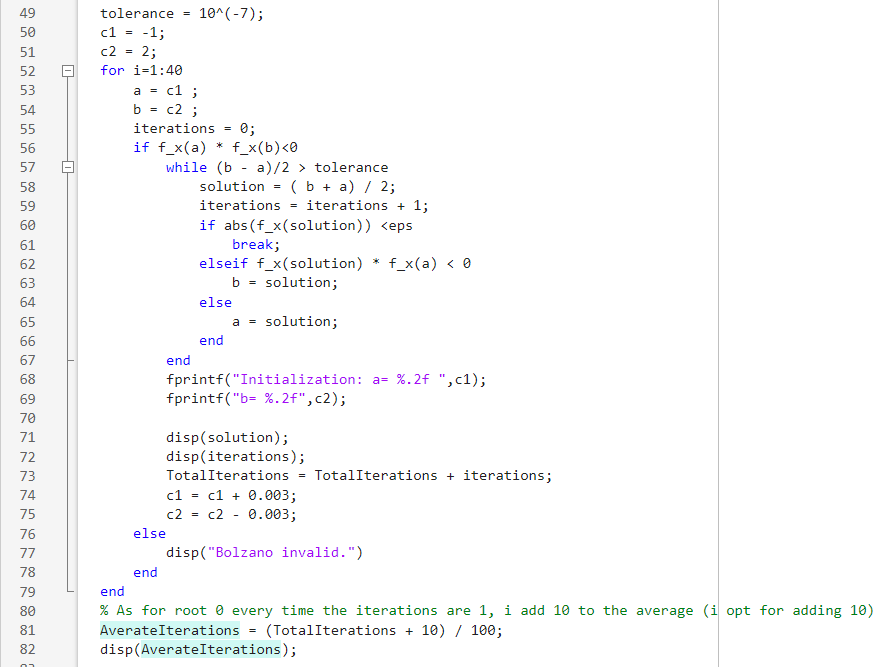 49 tolerance = 10^(-7);
50 c1 = -1;
51 c2 = 2;
52 for i=1:40
53 a = c1 ;
54 b = c2 ;
55 iterations = 0;
56 if f_x(a) * f_x(b)<0
57 while (b - a)/2 > tolerance
58 solution = ( b + a) / 2;
59 iterations = iterations + 1;
60 if abs(f_x(solution)) <eps
61 break;
62 elseif f_x(solution) * f_x(a) < 0
63 b = solution;
64 else
65 a = solution;
66 end
67 end
68 fprintf("Initialization: a= %.2f ",c1);
69 fprintf("b= %.2f",c2);
70
71 disp(solution);
72 disp(iterations);
73 TotalIterations = TotalIterations + iterations;
74 c1 = c1 + 0.003;
75 c2 = c2 - 0.003;
76 else
77 disp("Bolzano invalid.")
78 end
79 end
80 % As for root 0 every time the iterations are 1, i add 10 to the average (i opt for adding 10)
81 AverateIterations = (TotalIterations + 10) / 100;
82 disp(AverateIterations);